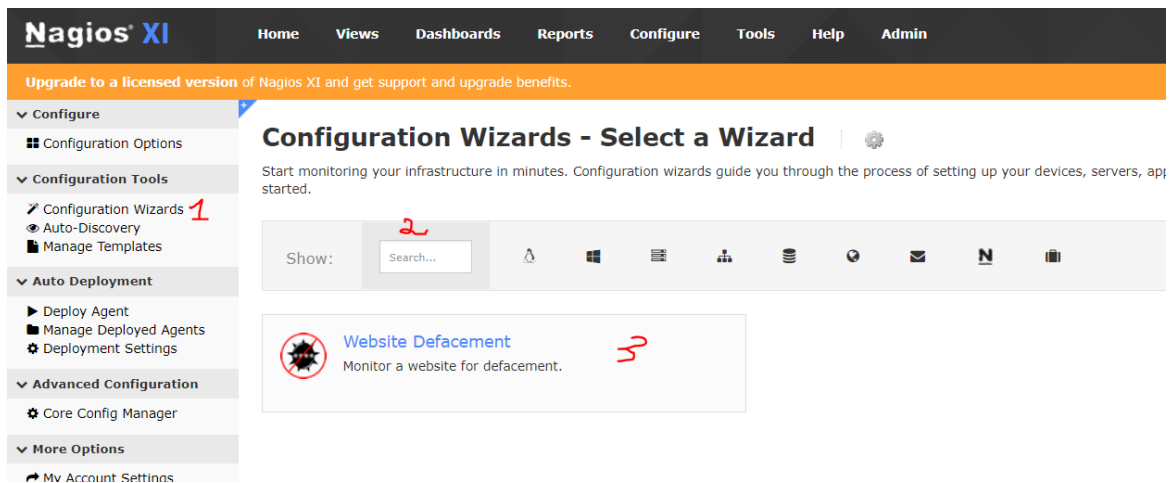 Nagios® XI
Home Views Dashboards Reports Configure Tools Help Admin
Upgrade to a licensed version of Nagios XI and get support and upgrade benefits.
Configure
Configuration Options
Configuration Tools
Configuration Wizards 1
Auto-Discovery
Manage Templates
Auto Deployment
Deploy Agent
Manage Deployed Agents
Deployment Settings
Advanced Configuration
Core Config Manager
More Options
My Account Settings
Configuration Wizards - Select a Wizard
Start monitoring your infrastructure in minutes. Configuration wizards guide you through the process of setting up your devices, servers, app
started.
2
Show: Search...
N
Website Defacement
Monitor a website for defacement.
3